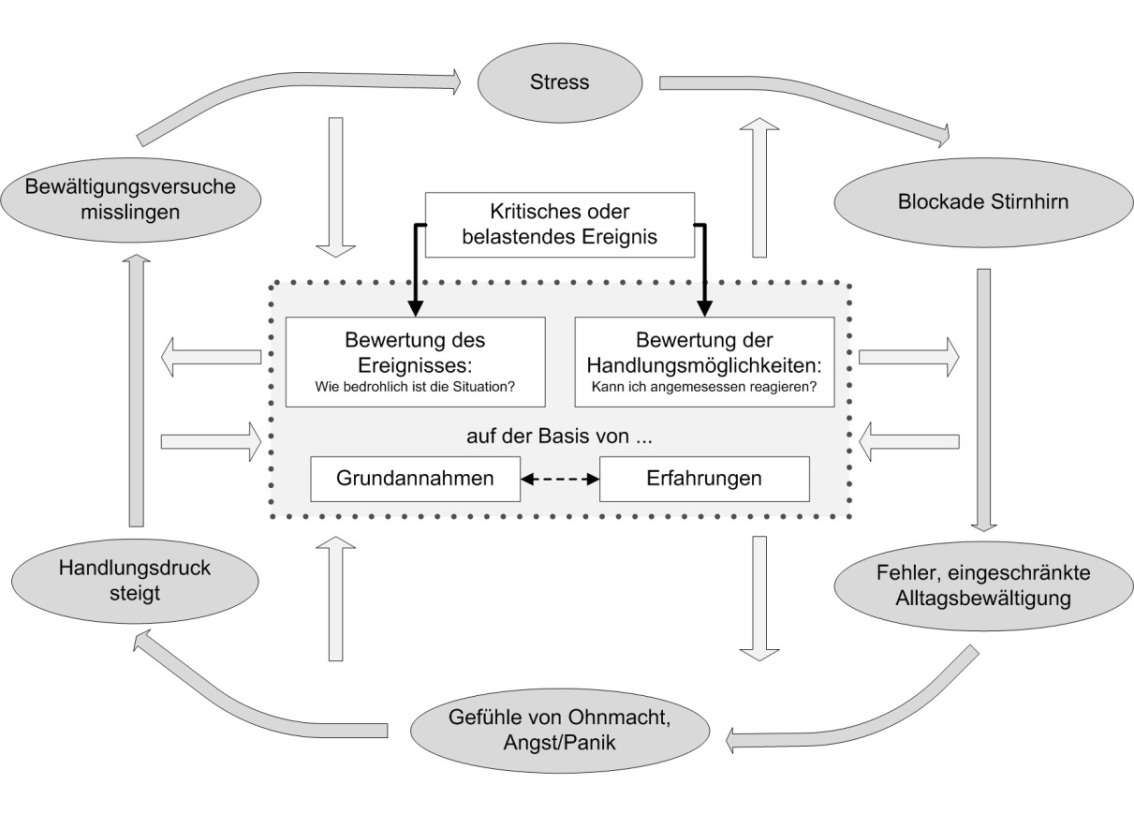 Stress
Bewältigungsversuche
misslingen
Blockade Stirnhirn
Kritisches oder
belastendes Ereignis
Bewertung des
Ereignisses:
Wie bedrohlich ist die Situation?
Bewertung der
Handlungsmöglichkeiten:
Kann ich angemesessen reagieren?
auf der Basis von ...
Grundannahmen
Erfahrungen
Handlungsdruck
steigt
Fehler, eingeschränkte
Alltagsbewältigung
Gefühle von Ohnmacht,
Angst/Panik